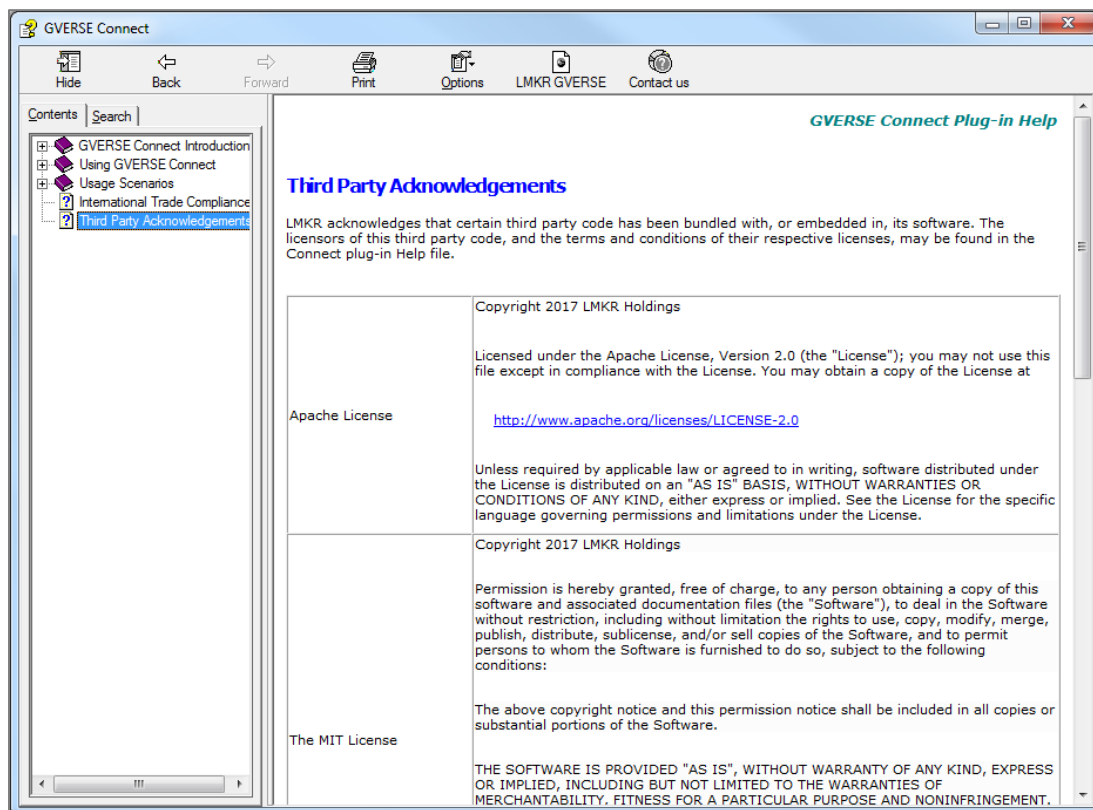 GVERSE Connect
Hide
Back
Forward
Print
Options
LMKR GVERSE
Contact us
Contents
Search
GVERSE Connect Introduction
Using GVERSE Connect
Usage Scenarios
International Trade Compliance
Third Party Acknowledgements
GVERSE Connect Plug-in Help
Third Party Acknowledgements
LMKR acknowledges that certain third party code has been bundled with, or embedded in, its software. The
licensors of this third party code, and the terms and conditions of their respective licenses, may be found in the
Connect plug-in Help file.
Apache License
Copyright 2017 LMKR Holdings
Licensed under the Apache License, Version 2.0 (the "License"); you may not use this
file except in compliance with the License. You may obtain a copy of the License at
http://www.apache.org/licenses/LICENSE-2.0
Unless required by applicable law or agreed to in writing, software distributed under
the License is distributed on an "AS IS" BASIS, WITHOUT WARRANTIES OR
CONDITIONS OF ANY KIND, either express or implied. See the License for the specific
language governing permissions and limitations under the License.
The MIT License
Copyright 2017 LMKR Holdings
Permission is hereby granted, free of charge, to any person obtaining a copy of this
software and associated documentation files (the "Software"), to deal in the Software
without restriction, including without limitation the rights to use, copy, modify, merge,
publish, distribute, sublicense, and/or sell copies of the Software, and to permit
persons to whom the Software is furnished to do so, subject to the following
conditions:
The above copyright notice and this permission notice shall be included in all copies or
substantial portions of the Software.
THE SOFTWARE IS PROVIDED "AS IS", WITHOUT WARRANTY OF ANY KIND, EXPRESS
OR IMPLIED, INCLUDING BUT NOT LIMITED TO THE WARRANTIES OF
MERCHANTABILITY, FITNESS FOR A PARTICULAR PURPOSE AND NONINFRINGEMENT.